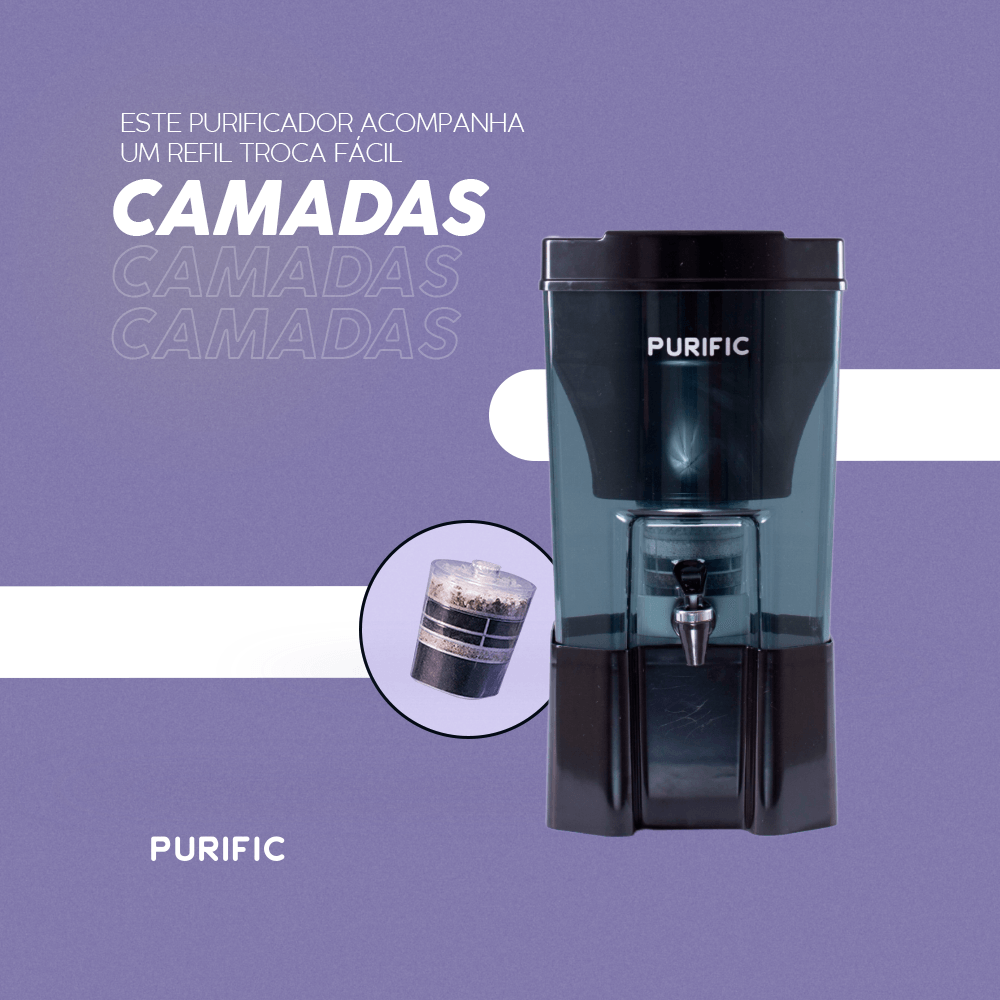 ESTE PURIFICADOR ACOMPANHA
UM REFIL TROCA FÁCIL
CAMADAS
CAMADAS
CAMADAS
PURIFIC
PURIFIC